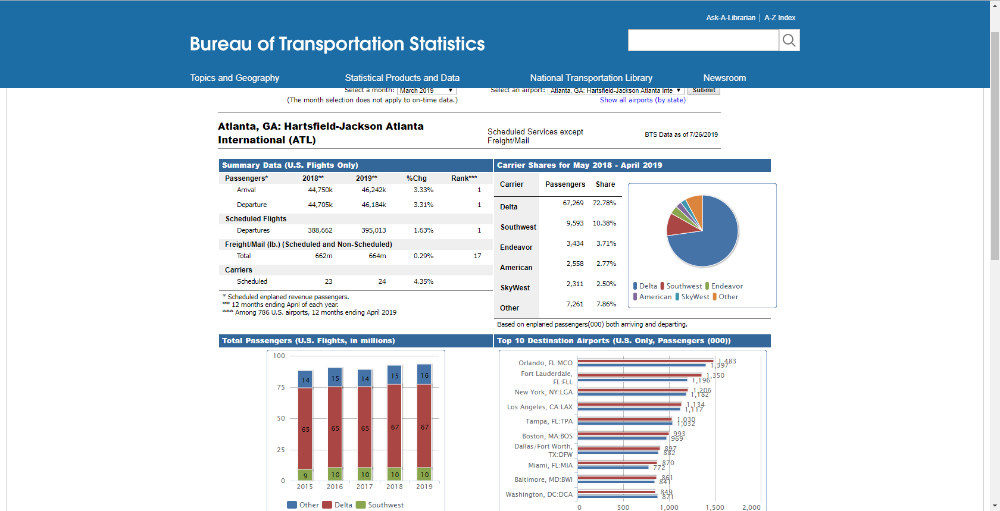 Ask-A-Librarian | A-Z Index
Bureau of Transportation Statistics
Topics and Geography Statistical Products and Data National Transportation Library Newsroom
Select a month: March 2019 Select an airport: Atlanta, GA: Hartsfield-Jackson Atlanta Inte Submit
(The month selection does not apply to on-time data.) Show all airports (by state)
Atlanta, GA: Hartsfield-Jackson Atlanta
International (ATL)
Scheduled Services except
Freight/Mail
BTS Data as of 7/26/2019
Summary Data (U.S. Flights Only)
Passengers* 2018** 2019** %Chg Rank***
Arrival 44,750k 46,242k 3.33% 1
Departure 44,705k 46,184k 3.31% 1
Scheduled Flights
Departures 388,662 395,013 1.63% 1
Freight/Mail (lb.) (Scheduled and Non-Scheduled)
Total 662m 664m 0.29% 17
Carriers
Scheduled 23 24 4.35%
* Scheduled enplaned revenue passengers.
** 12 months ending April of each year.
*** Among 786 U.S. airports, 12 months ending April 2019
Carrier Shares for May 2018 - April 2019
Carrier Passengers Share
Delta 67,269 72.78%
Southwest 9,593 10.38%
Endeavor 3,434 3.71%
American 2,558 2.77%
SkyWest 2,311 2.50%
Other 7,261 7.86%
Delta Southwest Endeavor
American SkyWest Other
Based on enplaned passengers(000) both arriving and departing.
Total Passengers (U.S. Flights, in millions)
100
75
50
25
0
14 15 14 15 16
65 65 65 67 67
9 10 10 10 10
2015 2016 2017 2018 2019
Other Delta Southwest
Top 10 Destination Airports (U.S. Only, Passengers (000))
Orlando, FL:MCO 1,483
1,397
Fort Lauderdale, 1,350
FL:FLL 1,196
New York, NY:LGA 1,206
1,182
Los Angeles, CA:LAX 1,134
1,117
Tampa, FL:TPA 1,030
1,032
Boston, MA:BOS 993
969
Dallas/Fort Worth, 897
TX:DFW 882
Miami, FL:MIA 870
772
Baltimore, MD:BWI 861
841
Washington, DC:DCA 849
871
0 500 1,000 1,500 2,000